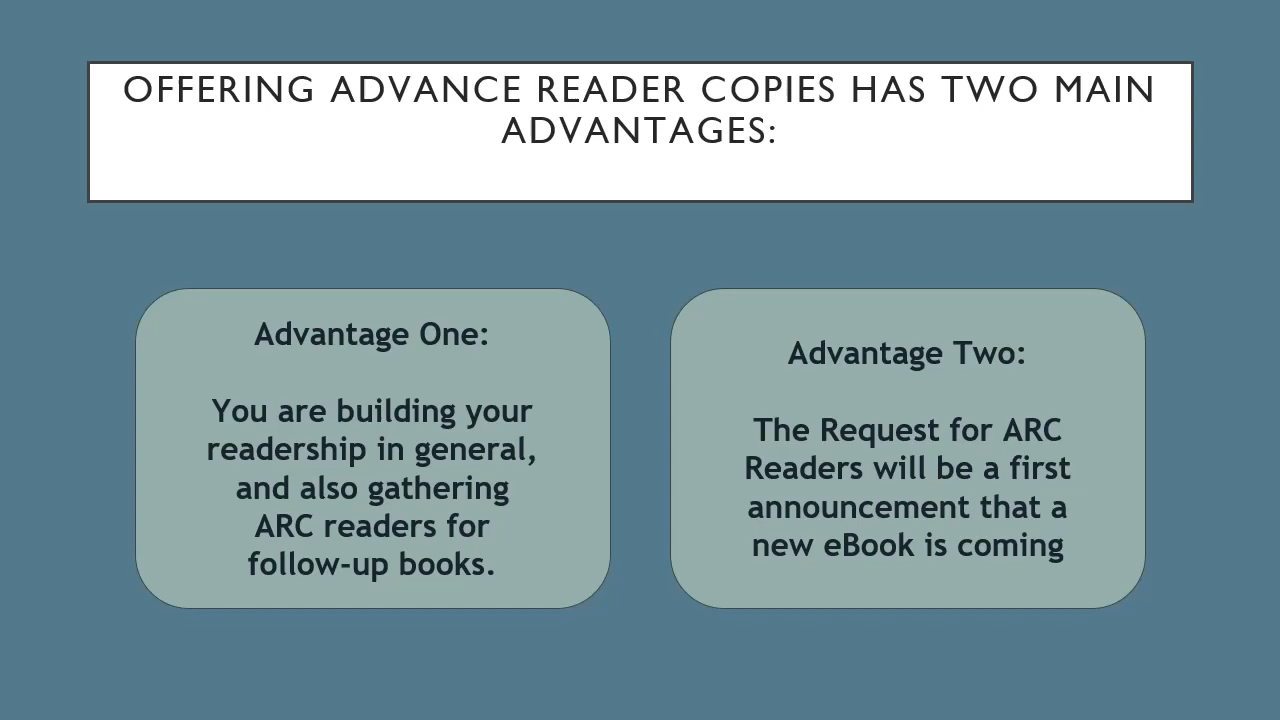 OFFERING ADVANCE READER COPIES HAS TWO MAIN
ADVANTAGES:
Advantage One:
You are building your
readership in general,
and also gathering
ARC readers for
follow-up books.
Advantage Two:
The Request for ARC
Readers will be a first
announcement that a
new eBook is coming